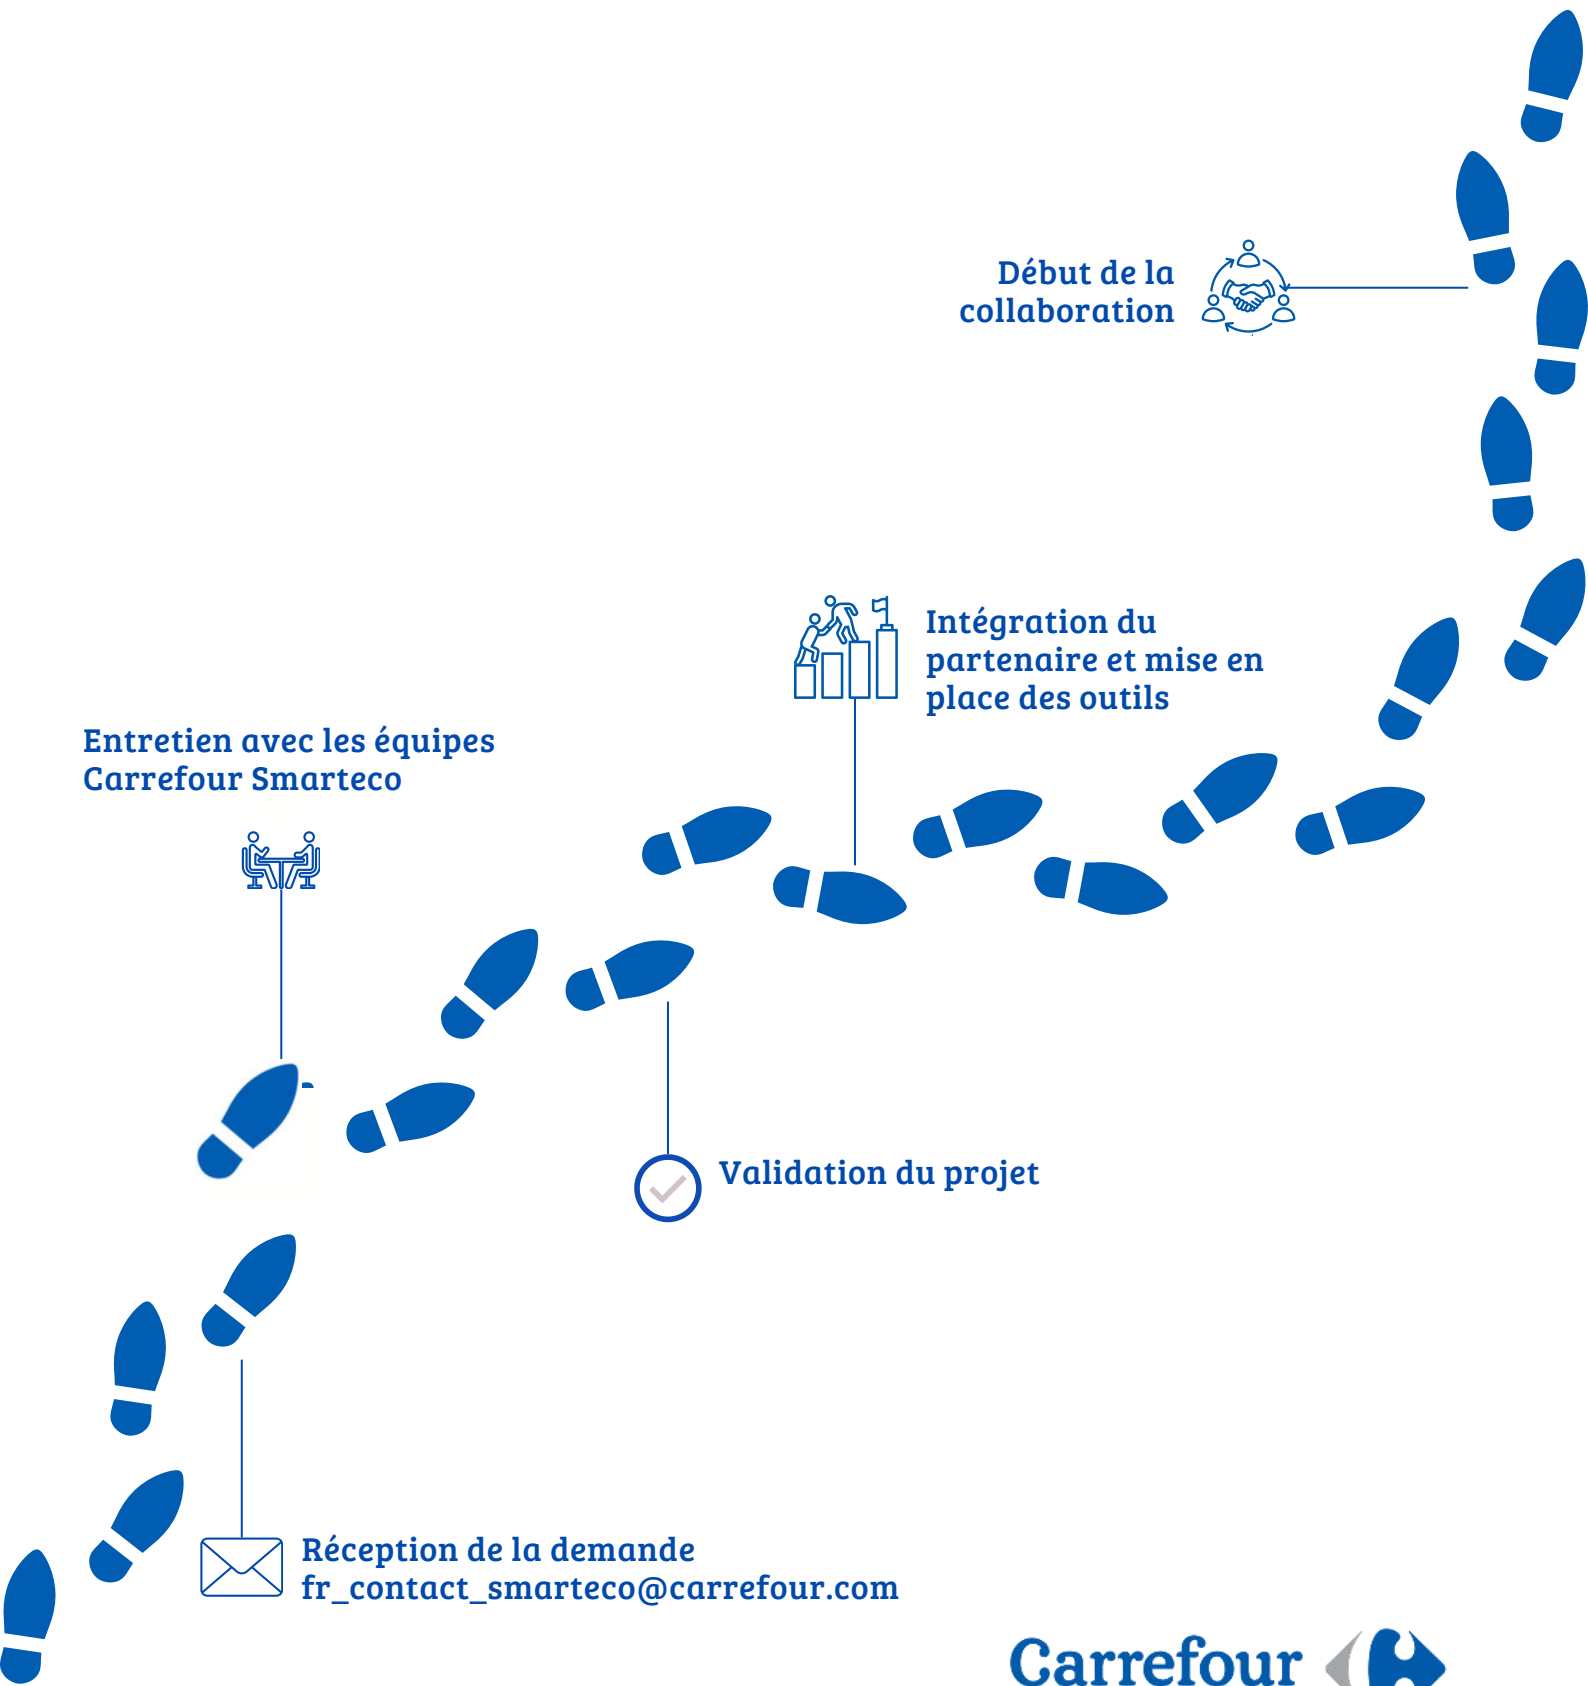 Début de la
collaboration
Intégration du
partenaire et mise en
place des outils
Entretien avec les équipes
Carrefour Smarteco
Validation du projet
Réception de la demande
fr_contact_smarteco@carrefour.com
Carrefour